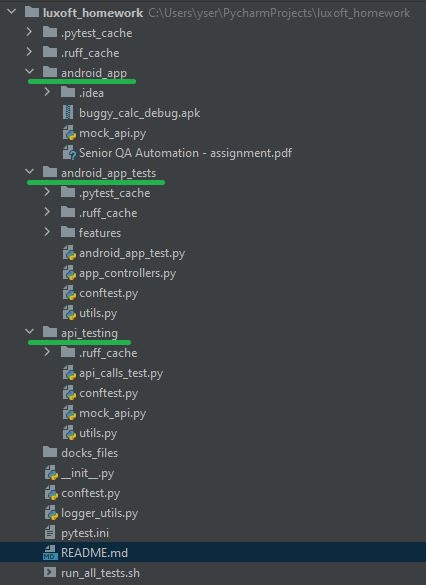 luxoft_homework C:\Users\yser\PycharmProjects\luxoft_homework
.pytest_cache
.ruff_cache
android_app
.idea
buggy_calc_debug.apk
mock_api.py
Senior QA Automation - assignment.pdf
android_app_tests
.pytest_cache
.ruff_cache
features
android_app_test.py
app_controllers.py
conftest.py
utils.py
api_testing
.ruff_cache
api_calls_test.py
conftest.py
mock_api.py
utils.py
docks_files
__init__.py
conftest.py
logger_utils.py
pytest.ini
README.md
run_all_tests.sh